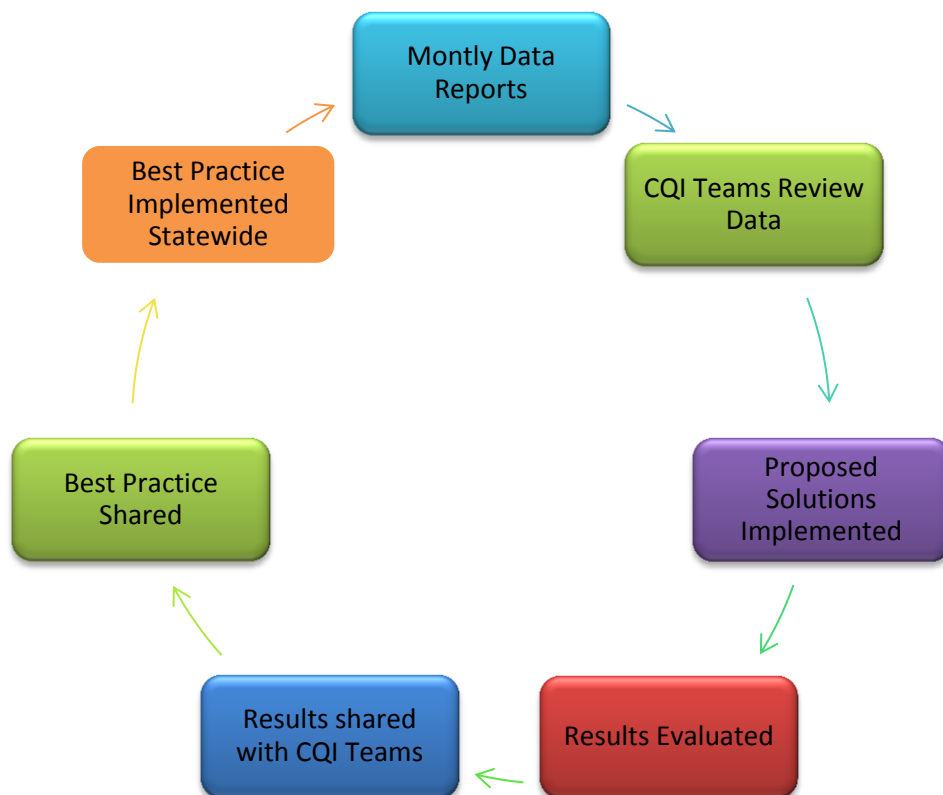 Montly Data
Reports
CQI Teams Review
Data
Proposed
Solutions
Implemented
Results Evaluated
Results shared
with CQI Teams
Best Practice
Shared
Best Practice
Implemented
Statewide